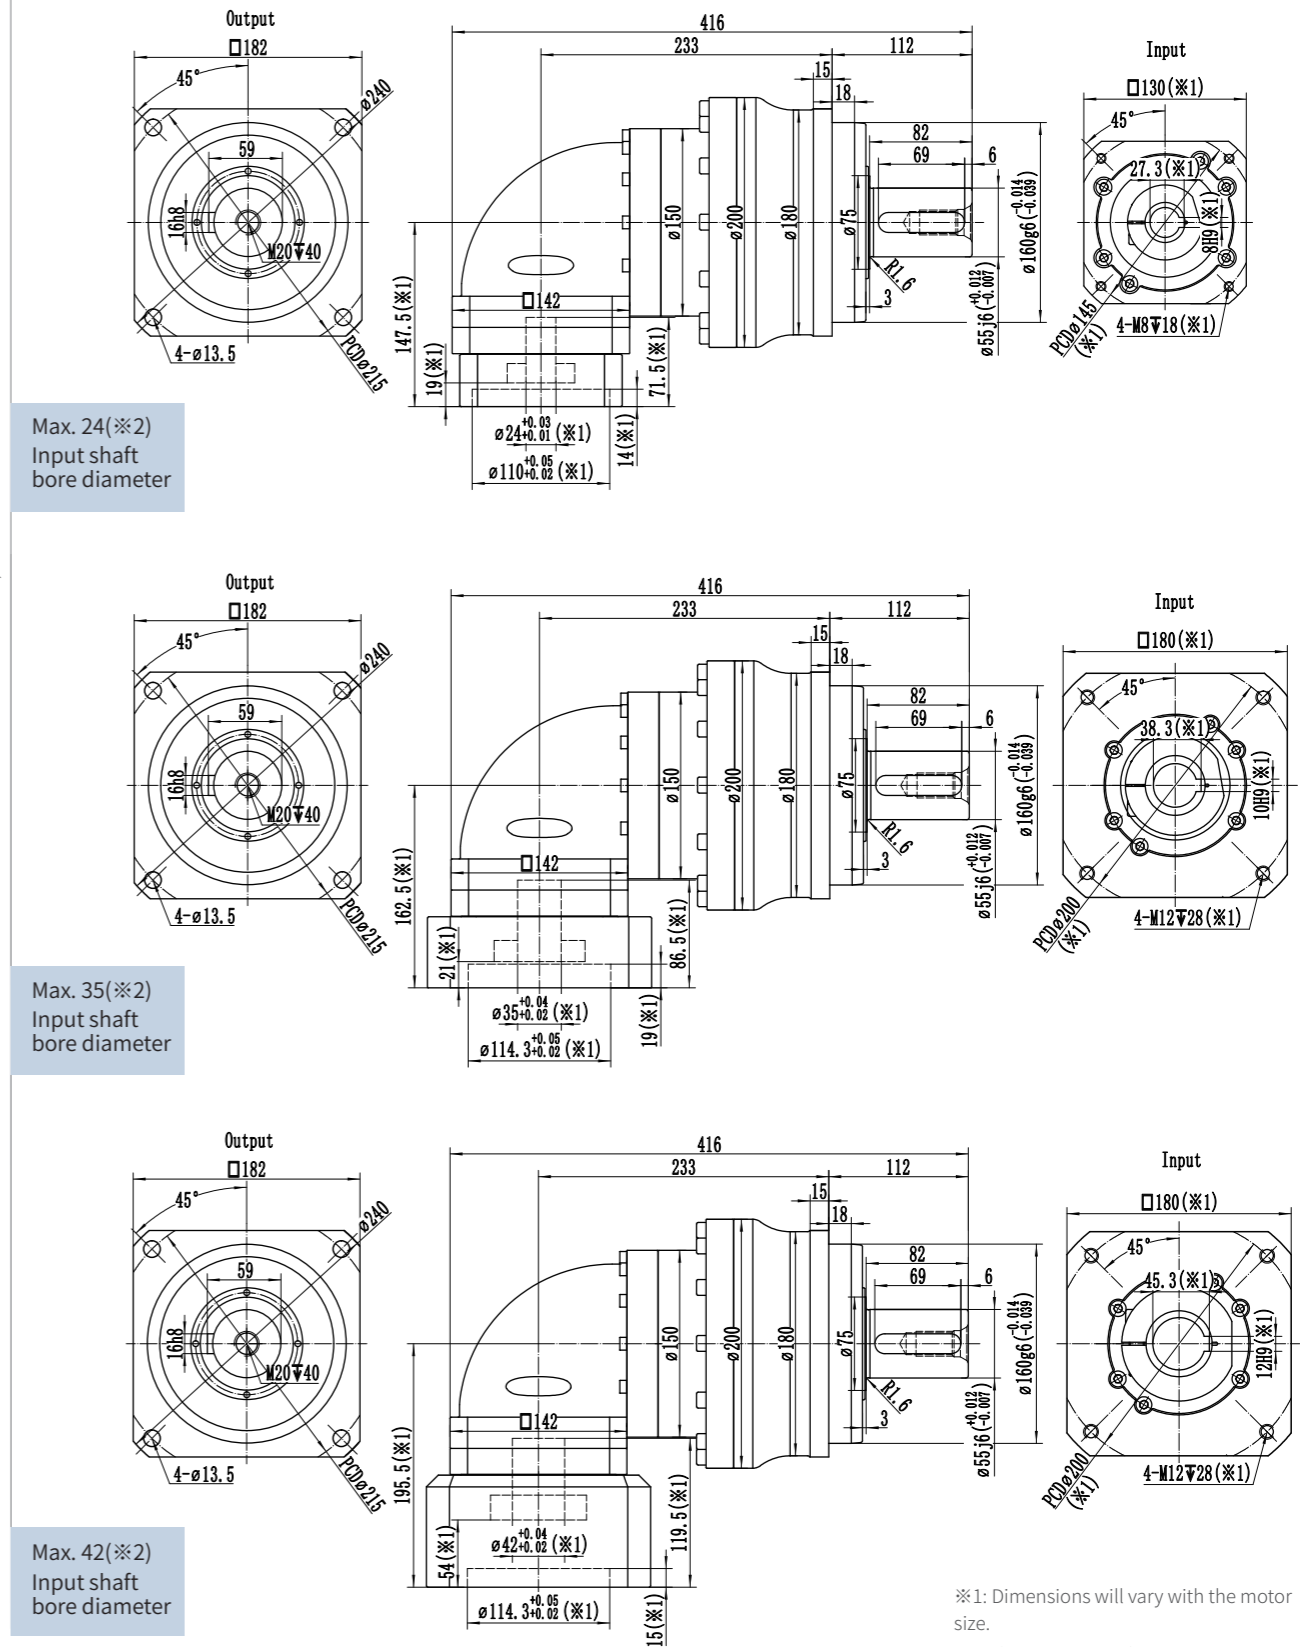 Output
□182
45°
ø240
59
16h8
M20↧40
4-ø13.5
PCDø215
416
233
112
15
18
82
69
6
ø150
ø200
ø180
ø75
ø160g6(-0.014/-0.039)
R1.6
3
ø55j6(+0.012/-0.007)
□142
147.5(※1)
19(※1)
71.5(※1)
14(※1)
ø24+0.03/+0.01(※1)
ø110+0.05/+0.02(※1)
Input
□130(※1)
45°
27.3(※1)
8H9(※1)
PCDø145
(※1)
4-M8↧18(※1)
Max. 24(※2)
Input shaft
bore diameter
Output
□182
45°
ø240
59
16h8
M20↧40
4-ø13.5
PCDø215
416
233
112
15
18
82
69
6
ø150
ø200
ø180
ø75
ø160g6(-0.014/-0.039)
R1.6
3
ø55j6(+0.012/-0.007)
□142
162.5(※1)
21(※1)
86.5(※1)
19(※1)
ø35+0.04/+0.02(※1)
ø114.3+0.05/+0.02(※1)
Input
□180(※1)
45°
38.3(※1)
10H9(※1)
PCDø200
(※1)
4-M12↧28(※1)
Max. 35(※2)
Input shaft
bore diameter
Output
□182
45°
ø240
59
16h8
M20↧40
4-ø13.5
PCDø215
416
233
112
15
18
82
69
6
ø150
ø200
ø180
ø75
ø160g6(-0.014/-0.039)
R1.6
3
ø55j6(+0.012/-0.007)
□142
195.5(※1)
54(※1)
119.5(※1)
15(※1)
ø42+0.04/+0.02(※1)
ø114.3+0.05/+0.02(※1)
Input
□180(※1)
45°
45.3(※1)
12H9(※1)
PCDø200
(※1)
4-M12↧28(※1)
Max. 42(※2)
Input shaft
bore diameter
※1: Dimensions will vary with the motor
size.